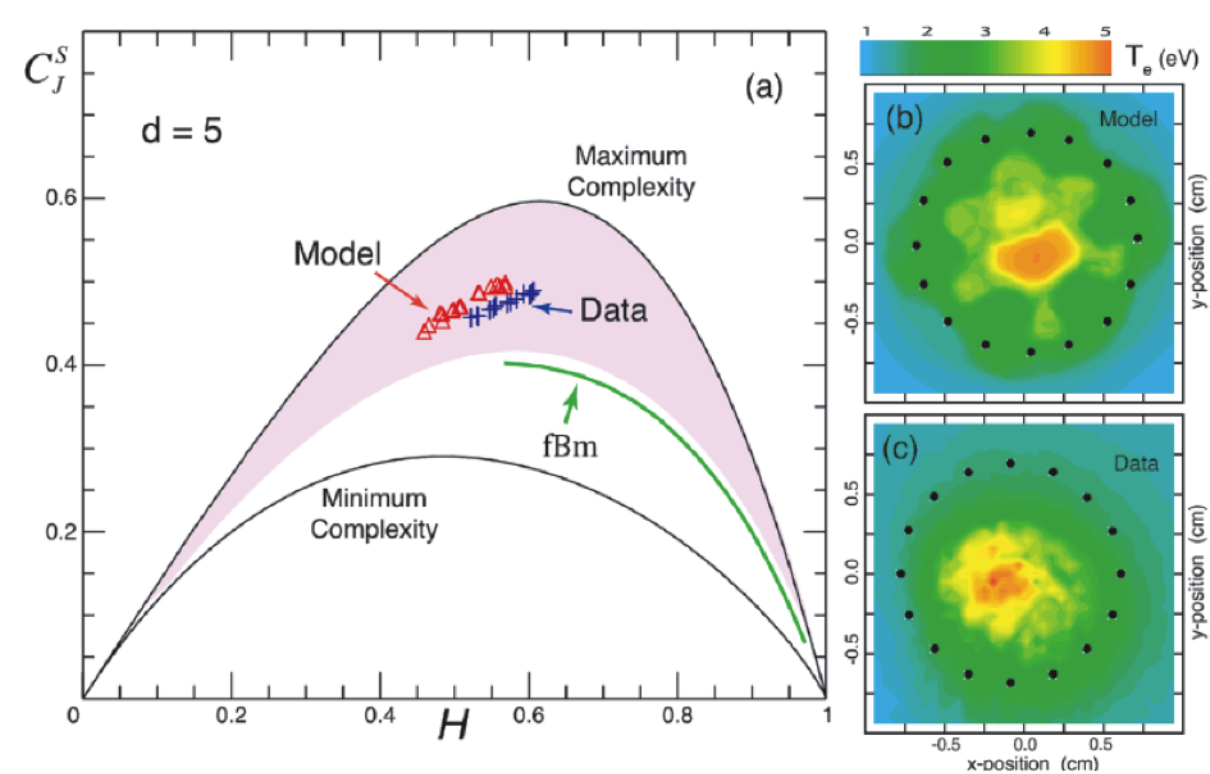 C_J^S
(a)
d = 5
Maximum
Complexity
Model
Data
fBm
Minimum
Complexity
0.6
0.4
0.2
0
0.2
0.4
0.6
0.8
1
H
1 2 3 4 5
T_e (eV)
(b)
Model
0.5
0.0
-0.5
y-position (cm)
(c)
Data
0.5
0.0
-0.5
y-position (cm)
-0.5 0.0 0.5
x-position (cm)